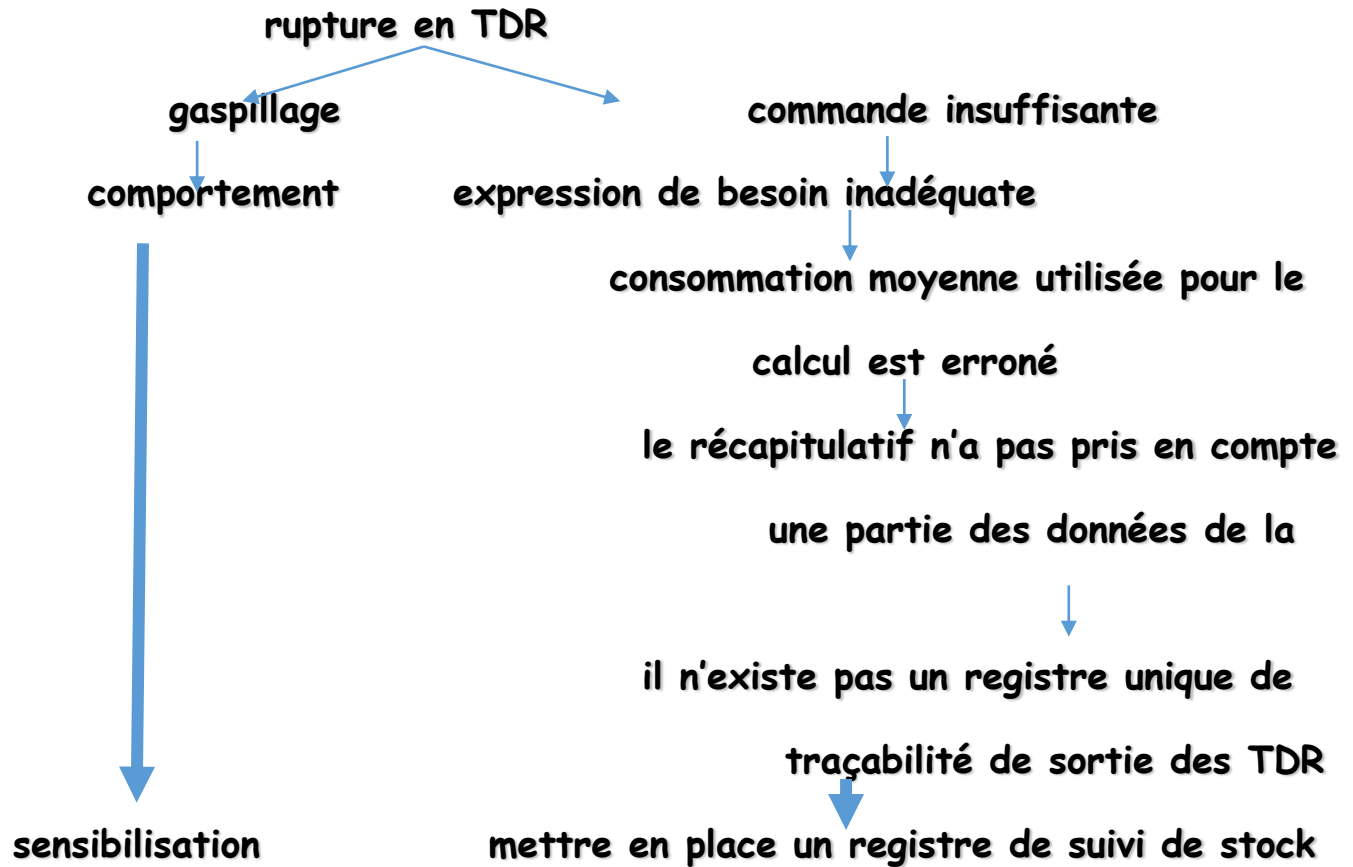 rupture en TDR
gaspillage
commande insuffisante
comportement
expression de besoin inadéquate
consommation moyenne utilisée pour le
calcul est erroné
le récapitulatif n'a pas pris en compte
une partie des données de la
il n'existe pas un registre unique de
traçabilité de sortie des TDR
sensibilisation
mettre en place un registre de suivi de stock